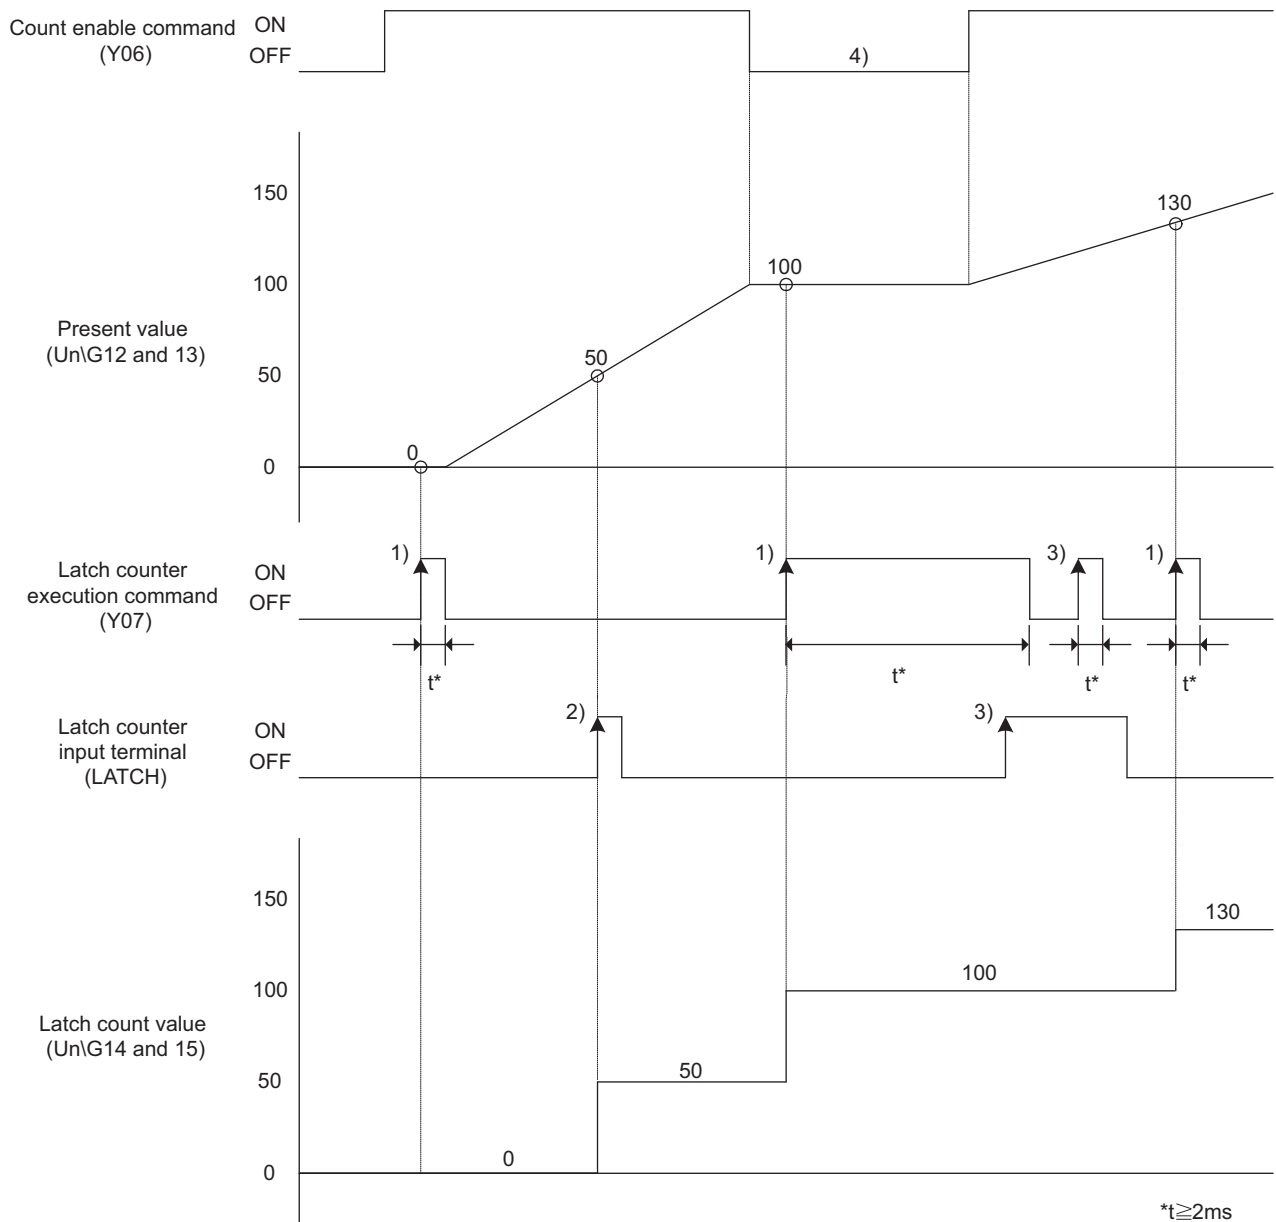 Count enable command
(Y06)
ON
OFF
4)
150
100
50
0
Present value
(Un\G12 and 13)
0
50
100
130
Latch counter
execution command
(Y07)
ON
OFF
1)
1)
3)
1)
t*
t*
t*
t*
Latch counter
input terminal
(LATCH)
ON
OFF
2)
3)
150
100
50
0
Latch count value
(Un\G14 and 15)
0
50
100
130
*t≧2ms